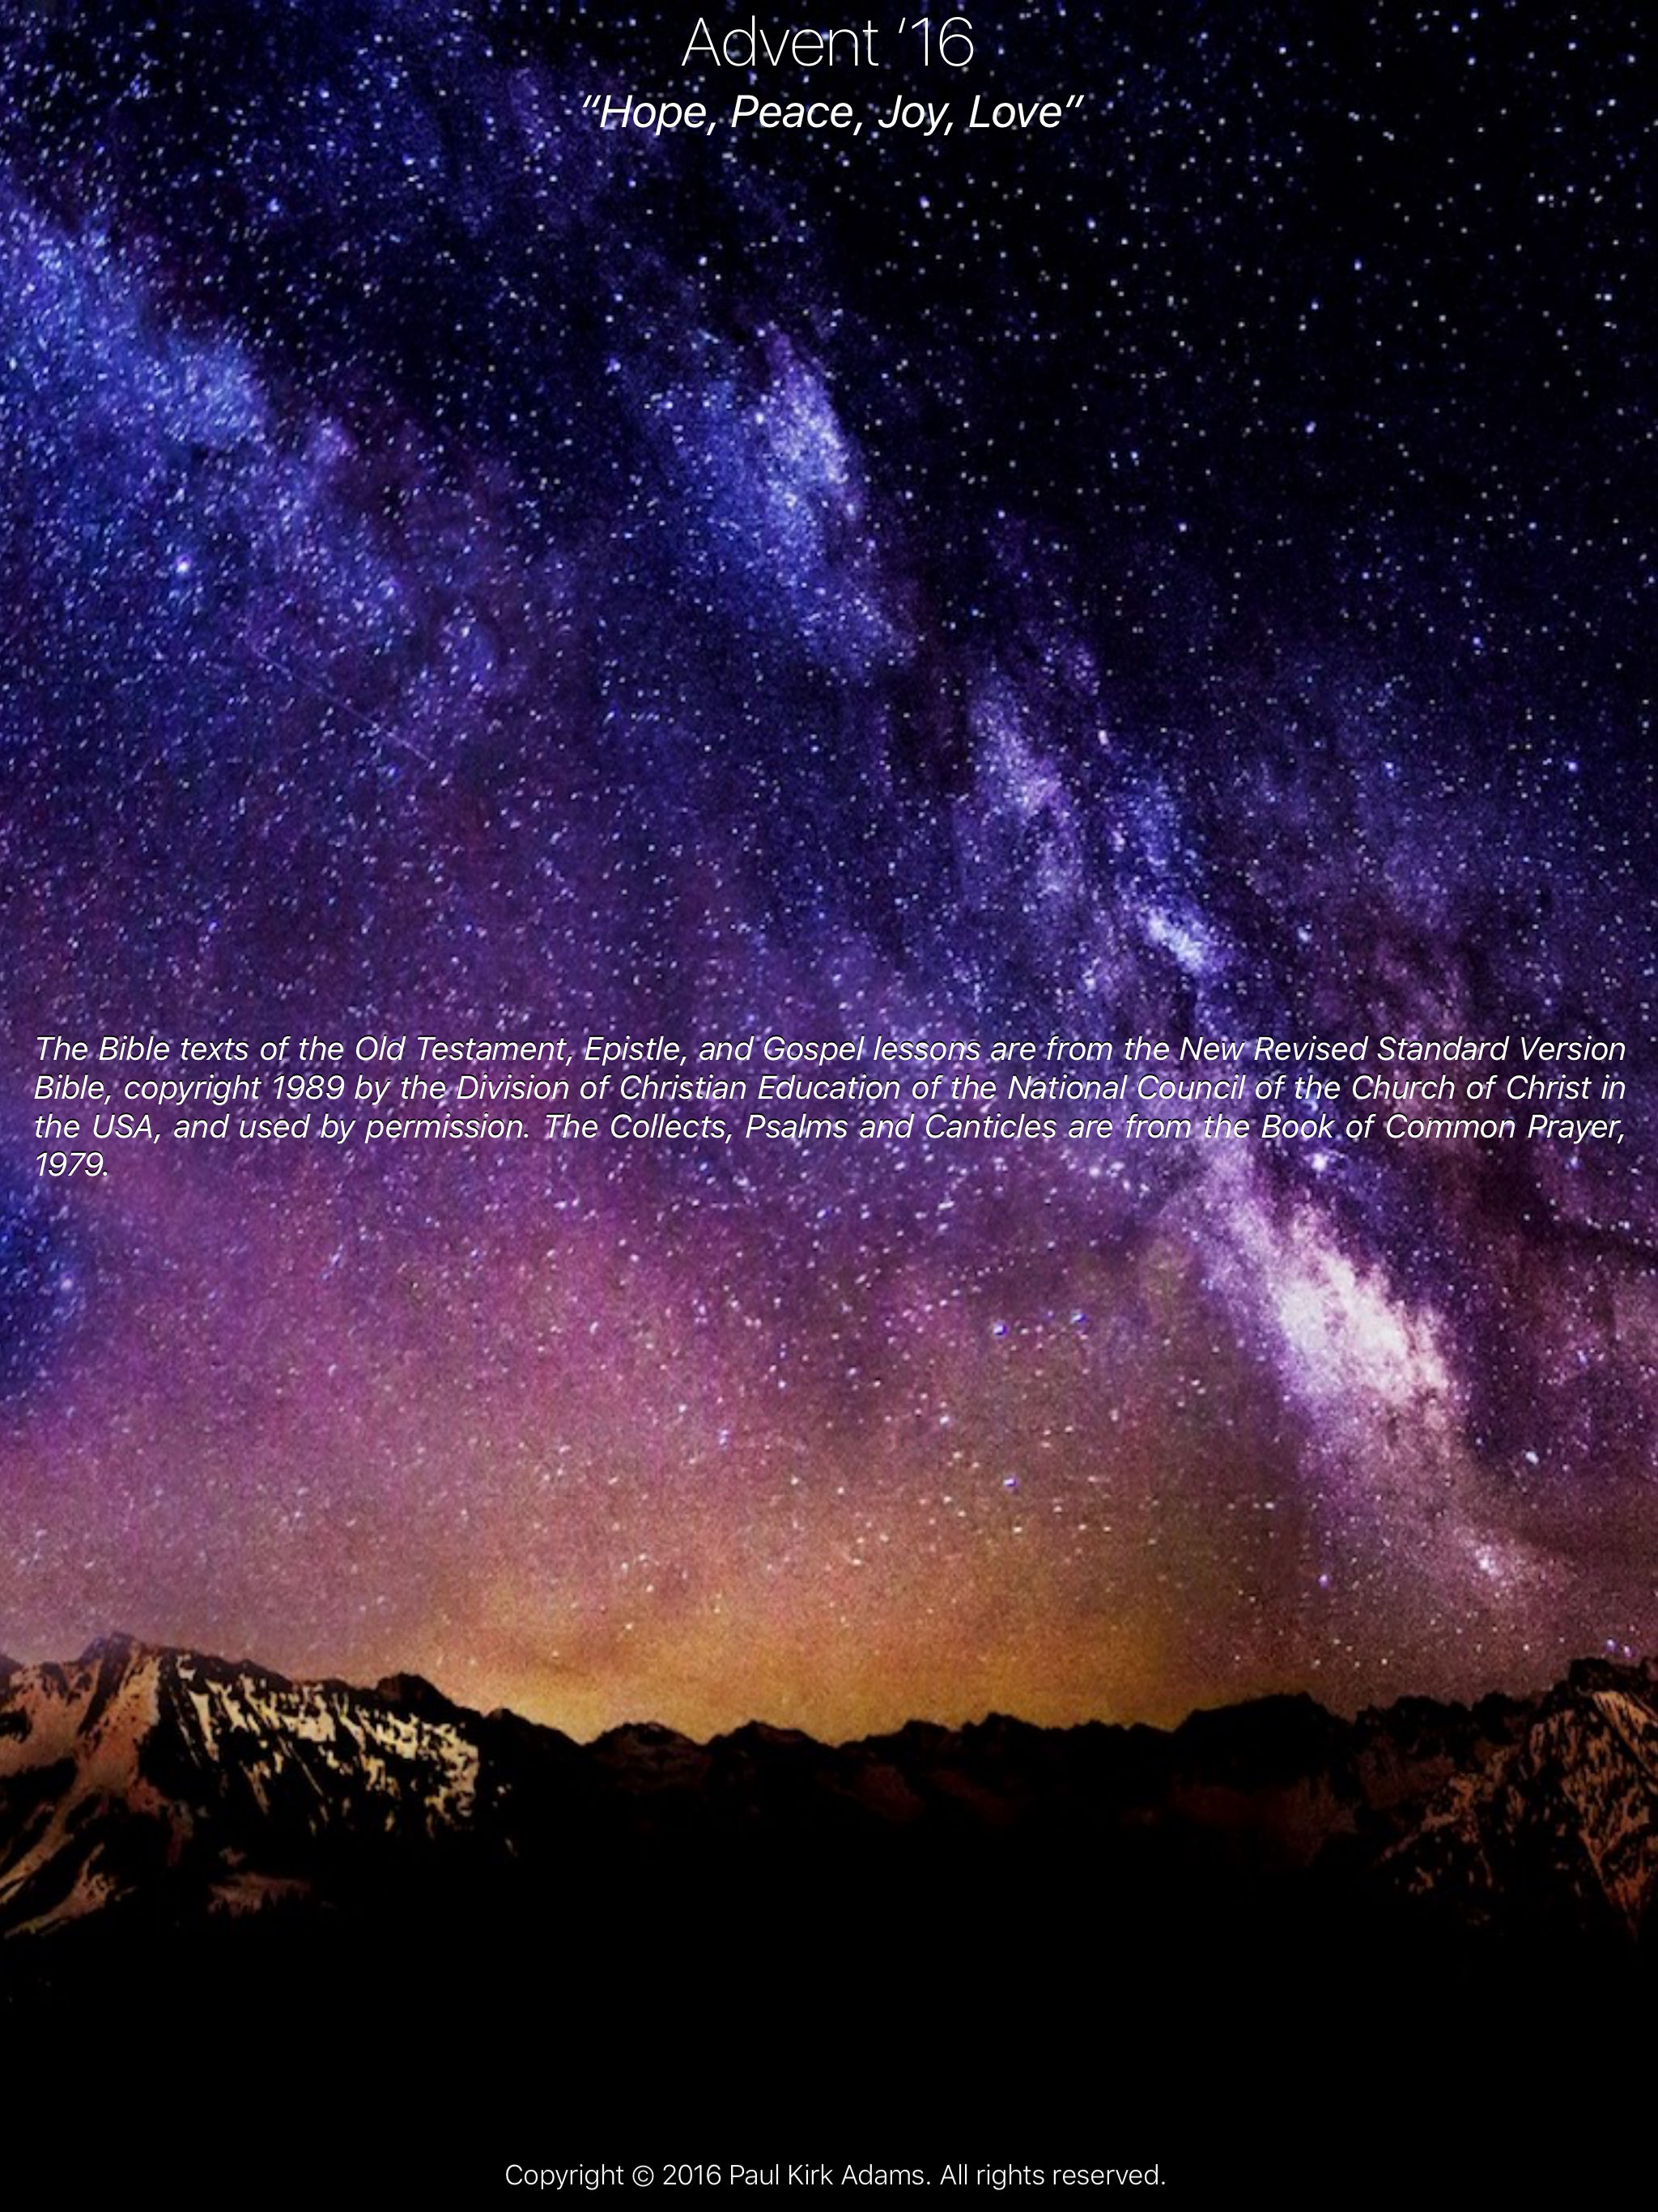 Advent ‘16
“Hope, Peace, Joy, Love”
The Bible texts of the Old Testament, Epistle, and Gospel lessons are from the New Revised Standard Version
Bible, copyright 1989 by the Division of Christian Education of the National Council of the Church of Christ in
the USA, and used by permission. The Collects, Psalms and Canticles are from the Book of Common Prayer,
1979.
Copyright © 2016 Paul Kirk Adams. All rights reserved.